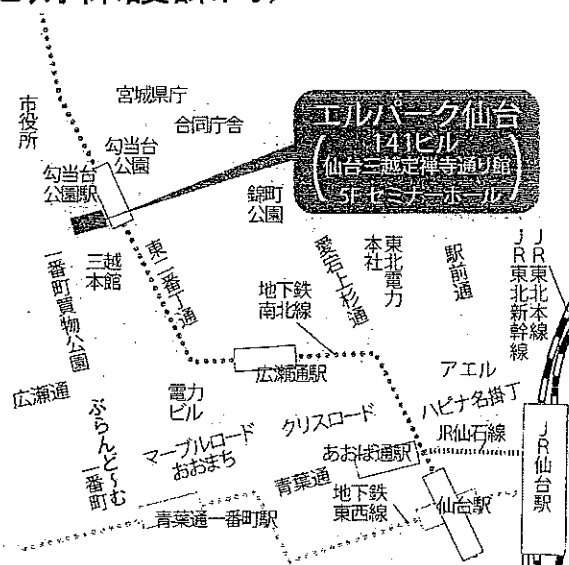 市役所
宮城県庁
合同庁舎
勾当台
公園
勾当台
公園駅
エルパーク仙台
141ビル
(仙台三越定禅寺通り館)
5F セミナーホール
錦町
公園
一番町買物公園
三越
本館
東二番丁通
地下鉄
南北線
愛宕上杉通
東北電力
本社
駅前通
JR東北本線
JR東北新幹線
広瀬通
広瀬通駅
電力
ビル
アエル
ハピナ名掛丁
クリスロード
マーブルロード
おおまち
ぶらんど〜む
一番町
JR仙石線
あおば通駅
JR仙台駅
青葉通
地下鉄
東西線
仙台駅
青葉通一番町駅